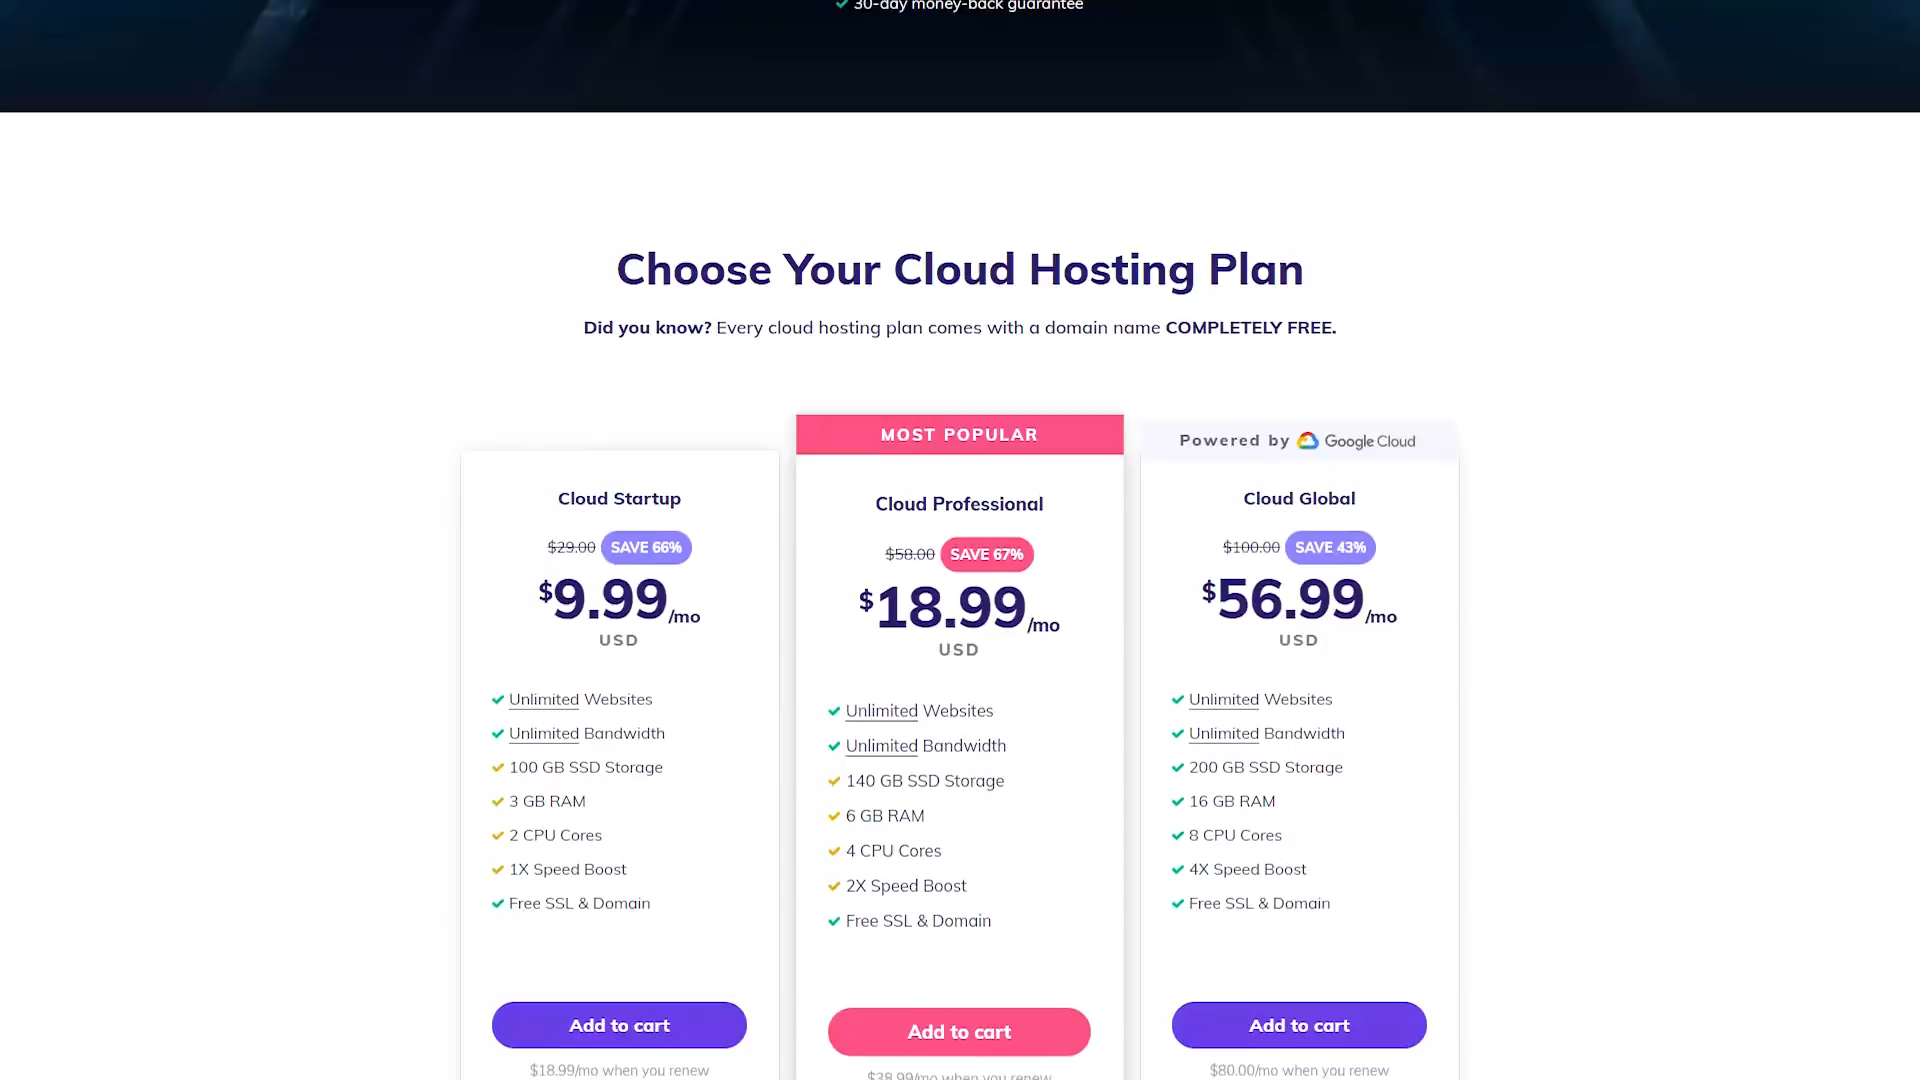 30-day money-back guarantee
Choose Your Cloud Hosting Plan
Did you know? Every cloud hosting plan comes with a domain name COMPLETELY FREE.
Cloud Startup
$29.00 SAVE 66%
$9.99/mo
USD
Unlimited Websites
Unlimited Bandwidth
100 GB SSD Storage
3 GB RAM
2 CPU Cores
1X Speed Boost
Free SSL & Domain
Add to cart
$18.99/mo when you renew
MOST POPULAR
Cloud Professional
$58.00 SAVE 67%
$18.99/mo
USD
Unlimited Websites
Unlimited Bandwidth
140 GB SSD Storage
6 GB RAM
4 CPU Cores
2X Speed Boost
Free SSL & Domain
Add to cart
$38.99/mo when you renew
Powered by Google Cloud
Cloud Global
$100.00 SAVE 43%
$56.99/mo
USD
Unlimited Websites
Unlimited Bandwidth
200 GB SSD Storage
16 GB RAM
8 CPU Cores
4X Speed Boost
Free SSL & Domain
Add to cart
$80.00/mo when you renew